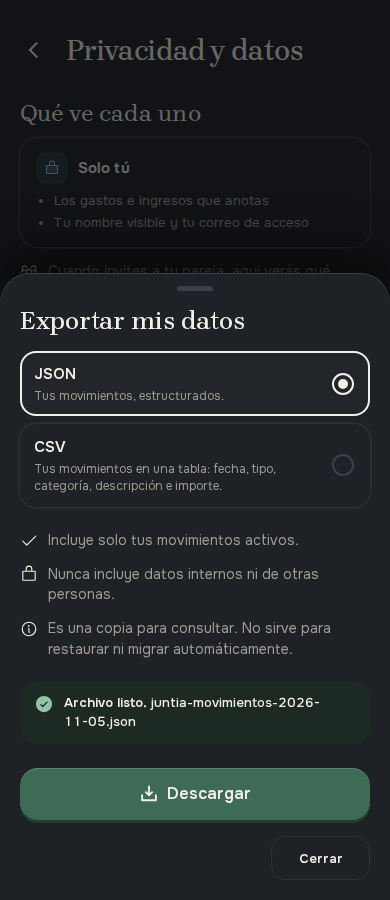 Privacidad y datos
Qué ve cada uno
Solo tú
• Los gastos e ingresos que anotas
• Tu nombre visible y tu correo de acceso
Cuando invites a tu pareja, aquí verás qué
Exportar mis datos
JSON
Tus movimientos, estructurados.
CSV
Tus movimientos en una tabla: fecha, tipo,
categoría, descripción e importe.
Incluye solo tus movimientos activos.
Nunca incluye datos internos ni de otras
personas.
Es una copia para consultar. No sirve para
restaurar ni migrar automáticamente.
Archivo listo. juntia-movimientos-2026-
11-05.json
Descargar
Cerrar